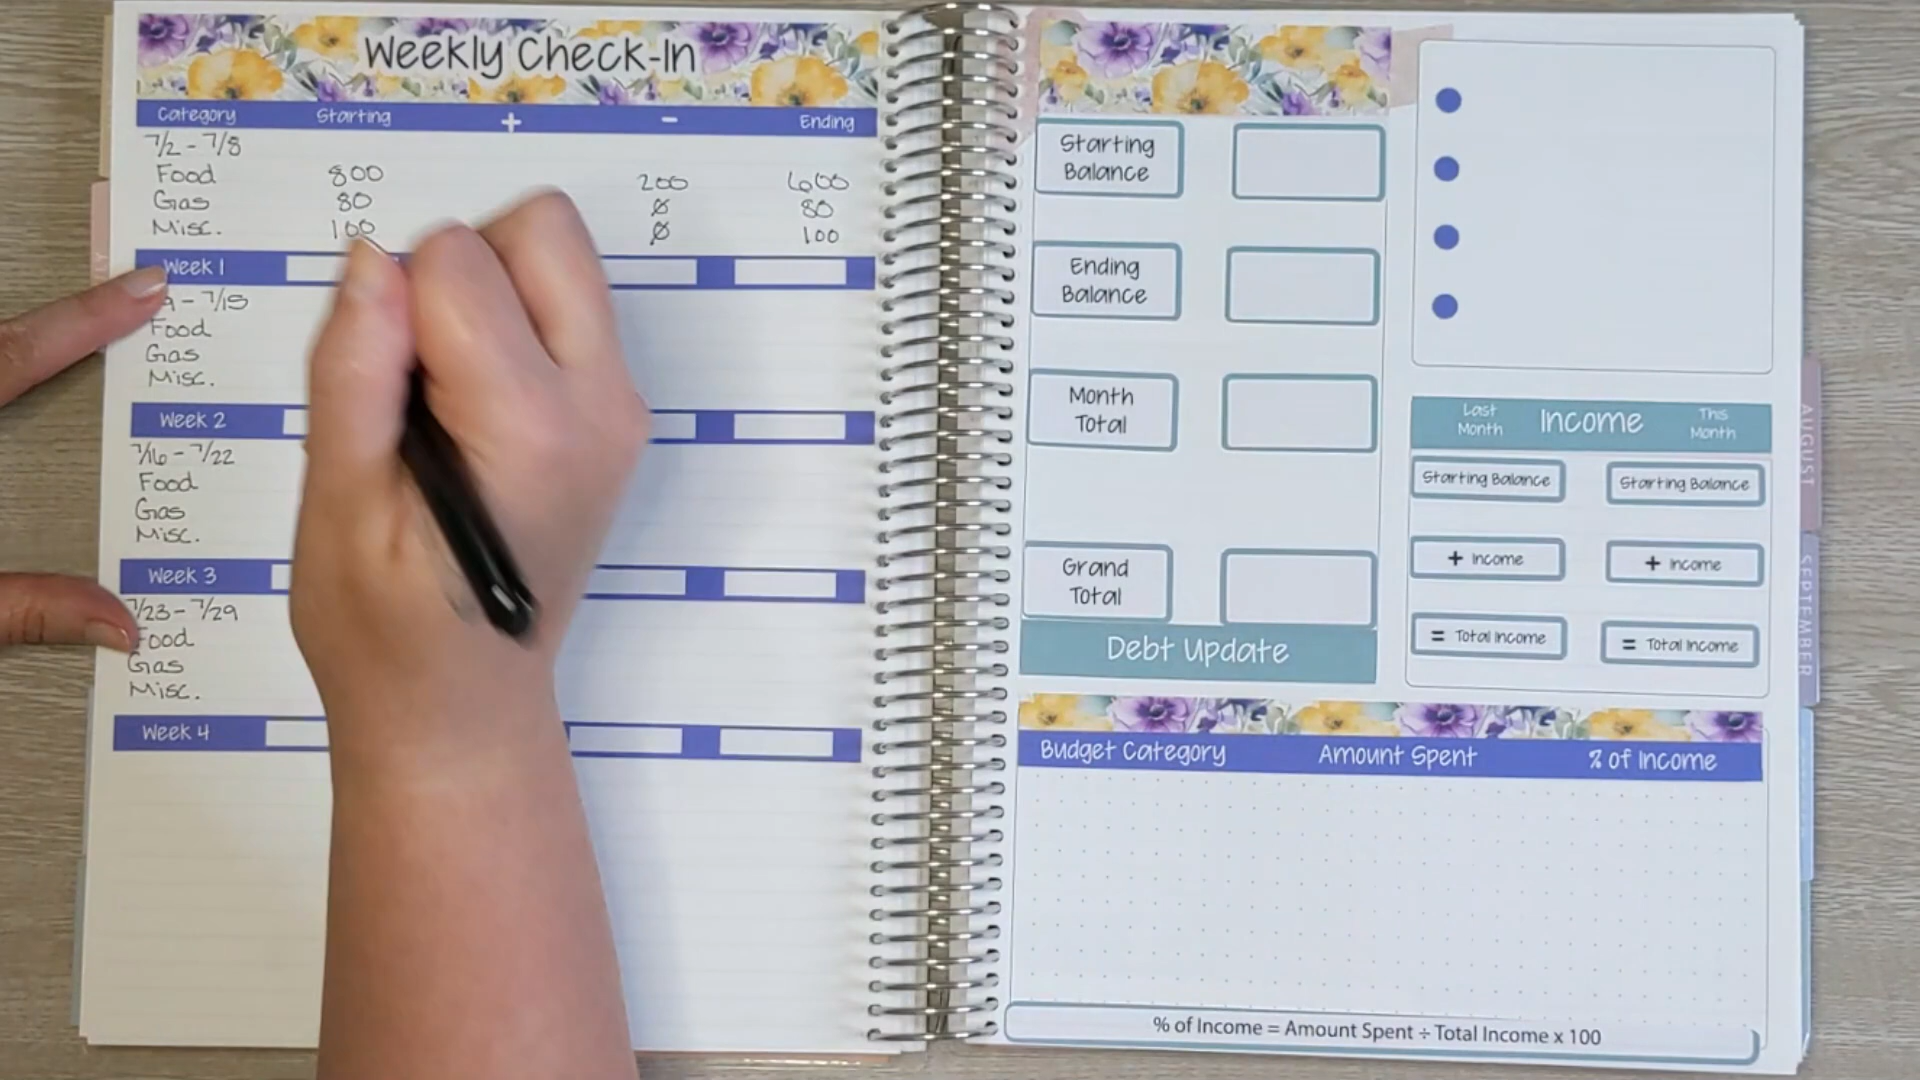 Weekly Check-In
Category Starting + - Ending
7/2 - 7/8
Food 800 200 600
Gas 80 Ø 80
Misc. 100 Ø 100
Week 1
9 - 7/15
Food
Gas
Misc.
Week 2
7/16 - 7/22
Food
Gas
Misc.
Week 3
7/23 - 7/29
Food
Gas
Misc.
Week 4
Starting
Balance
Ending
Balance
Month
Total
Grand
Total
Debt Update
Last
Month
Income
This
Month
Starting Balance Starting Balance
+ Income + Income
= Total Income = Total Income
Budget Category Amount Spent % of Income
% of Income = Amount Spent ÷ Total Income x 100
AUGUST
SEPTEMBER